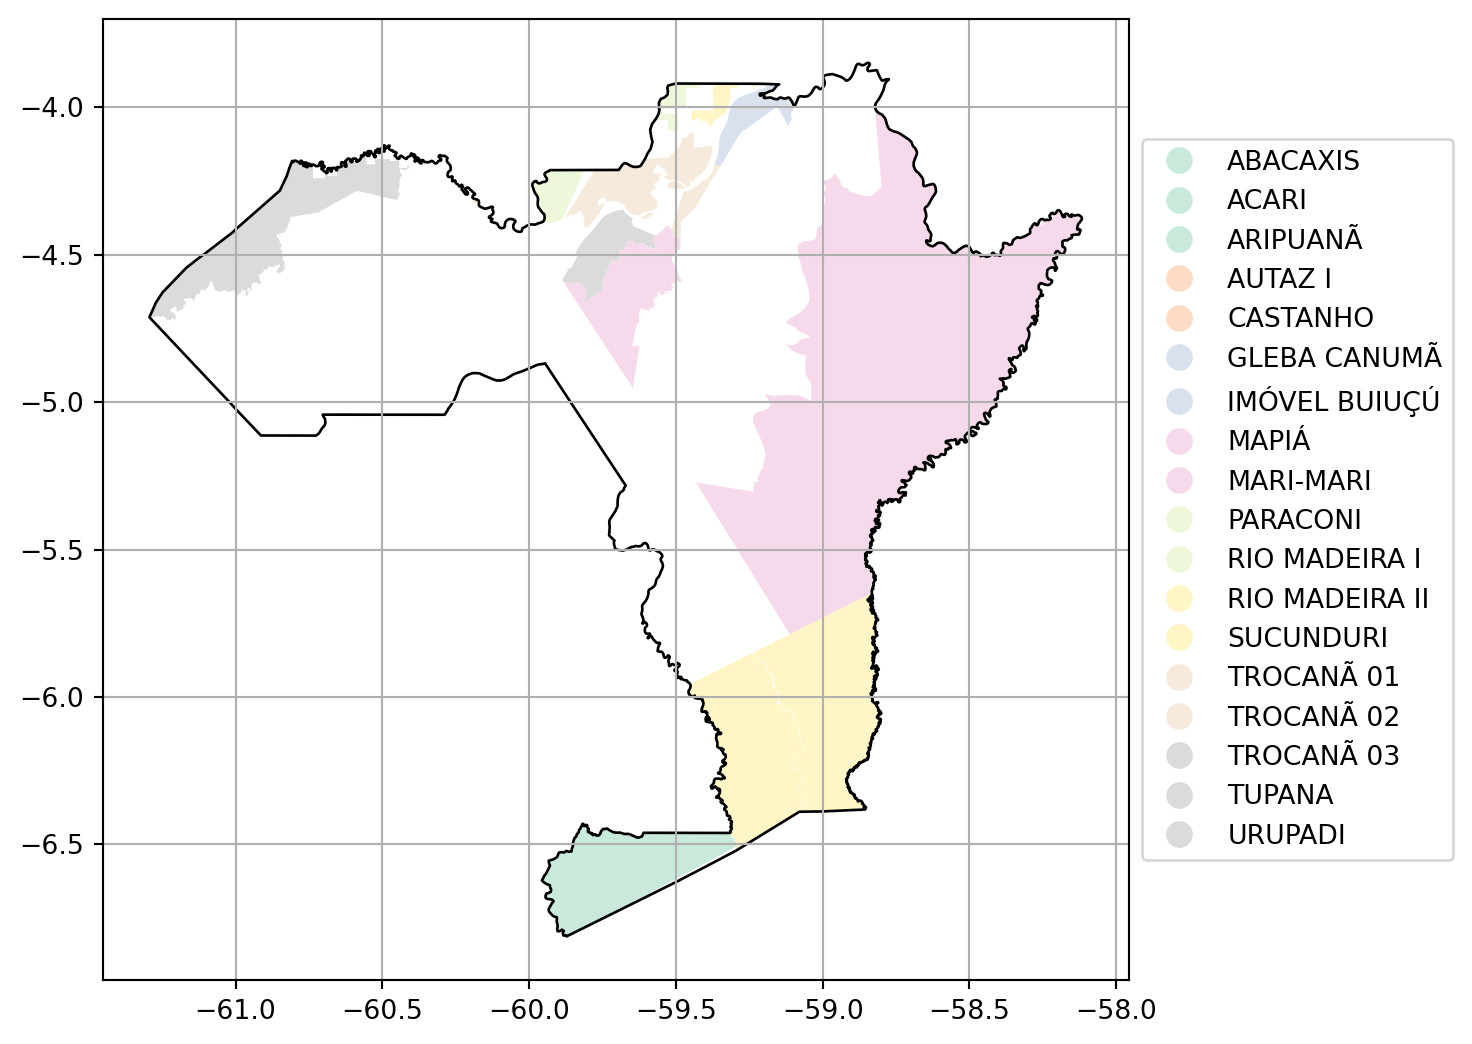 −4.0
−4.5
−5.0
−5.5
−6.0
−6.5
−61.0
−60.5
−60.0
−59.5
−59.0
−58.5
−58.0
ABACAXIS
ACARI
ARIPUANÃ
AUTAZ I
CASTANHO
GLEBA CANUMÃ
IMÓVEL BUIUÇÚ
MAPIÁ
MARI-MARI
PARACONI
RIO MADEIRA I
RIO MADEIRA II
SUCUNDURI
TROCANÃ 01
TROCANÃ 02
TROCANÃ 03
TUPANA
URUPADI